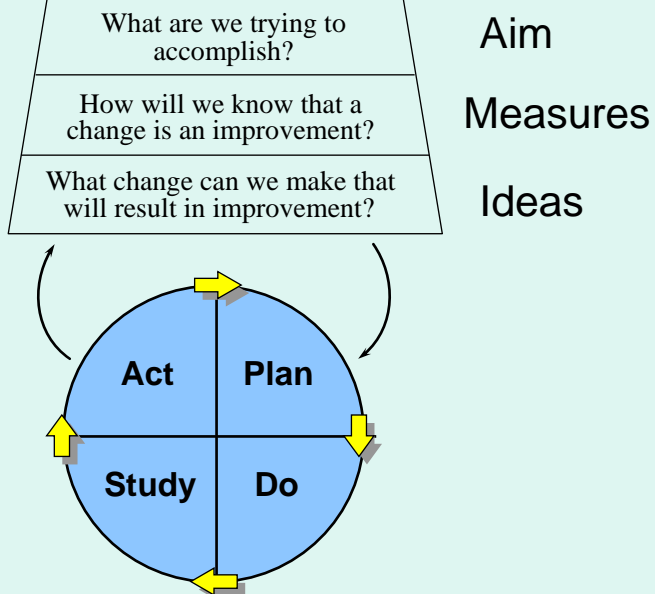 What are we trying to
accomplish?
Aim
How will we know that a
change is an improvement?
Measures
What change can we make that
will result in improvement?
Ideas
Act
Plan
Study
Do